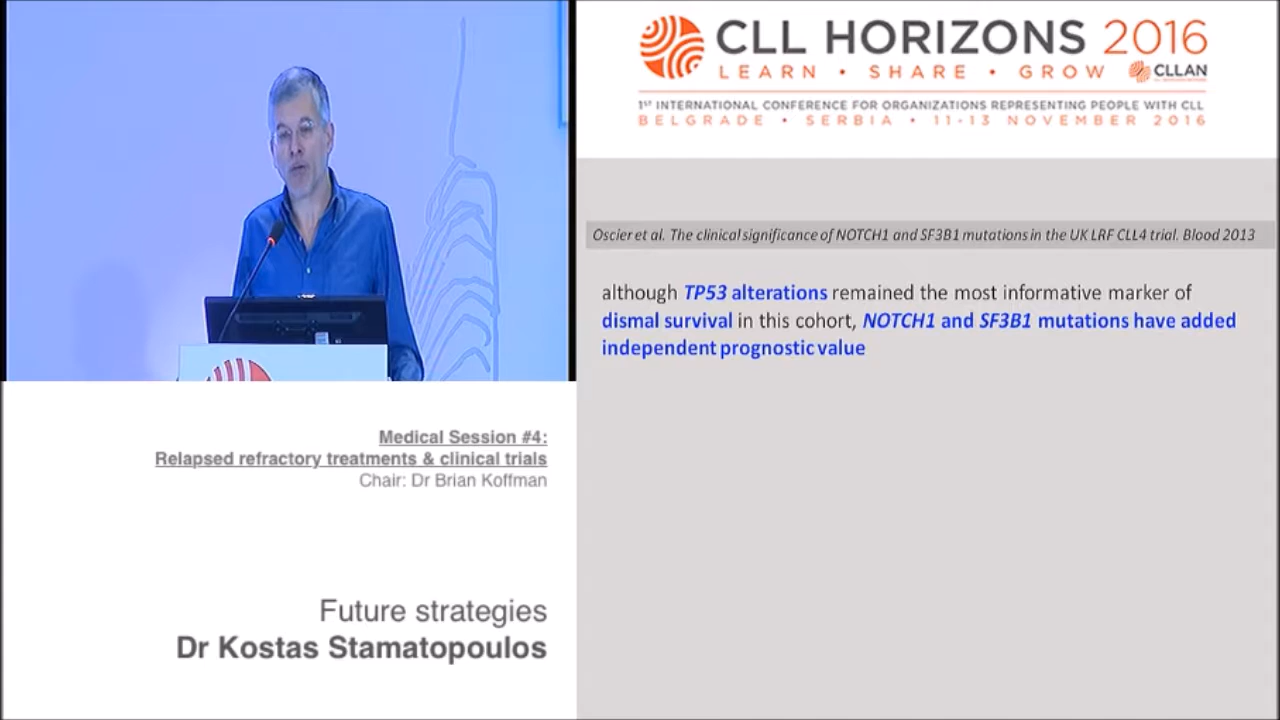 CLL HORIZONS 2016
LEARN • SHARE • GROW
CLLAN
1ST INTERNATIONAL CONFERENCE FOR ORGANIZATIONS REPRESENTING PEOPLE WITH CLL
BELGRADE • SERBIA • 11-13 NOVEMBER 2016
Oscier et al. The clinical significance of NOTCH1 and SF3B1 mutations in the UK LRF CLL4 trial. Blood 2013
although TP53 alterations remained the most informative marker of
dismal survival in this cohort, NOTCH1 and SF3B1 mutations have added
independent prognostic value
Medical Session #4:
Relapsed refractory treatments & clinical trials
Chair: Dr Brian Koffman
Future strategies
Dr Kostas Stamatopoulos